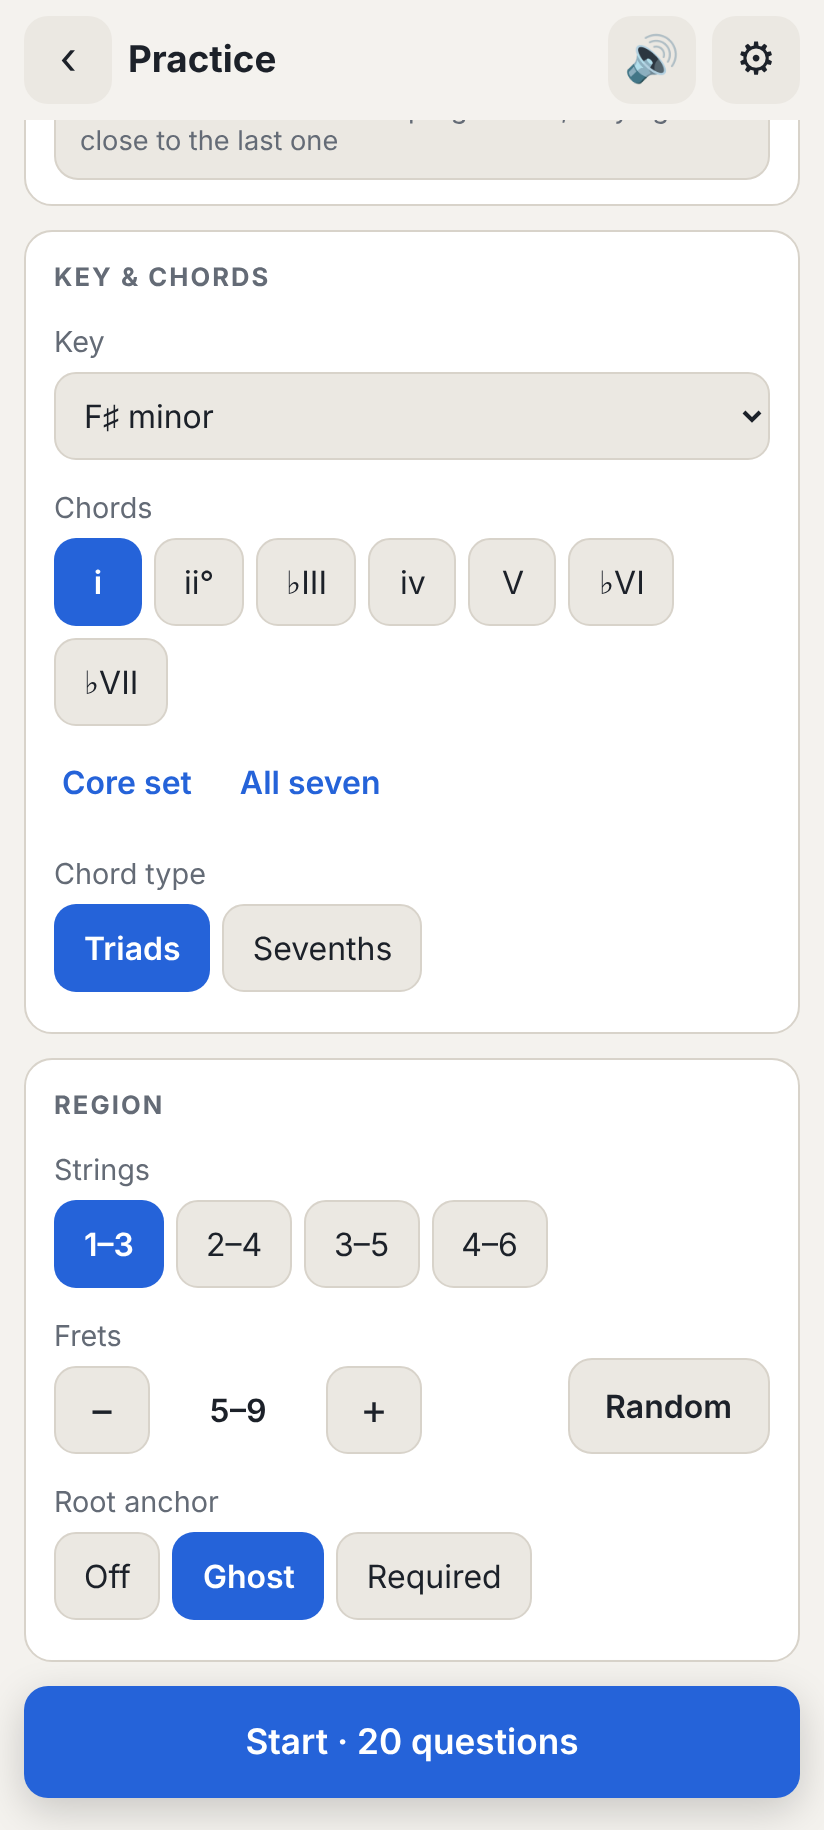 ‹ Practice
close to the last one
KEY & CHORDS
Key
F♯ minor
Chords
i ii° ♭III iv V ♭VI
♭VII
Core set All seven
Chord type
Triads Sevenths
REGION
Strings
1–3 2–4 3–5 4–6
Frets
− 5–9 + Random
Root anchor
Off Ghost Required
Start · 20 questions